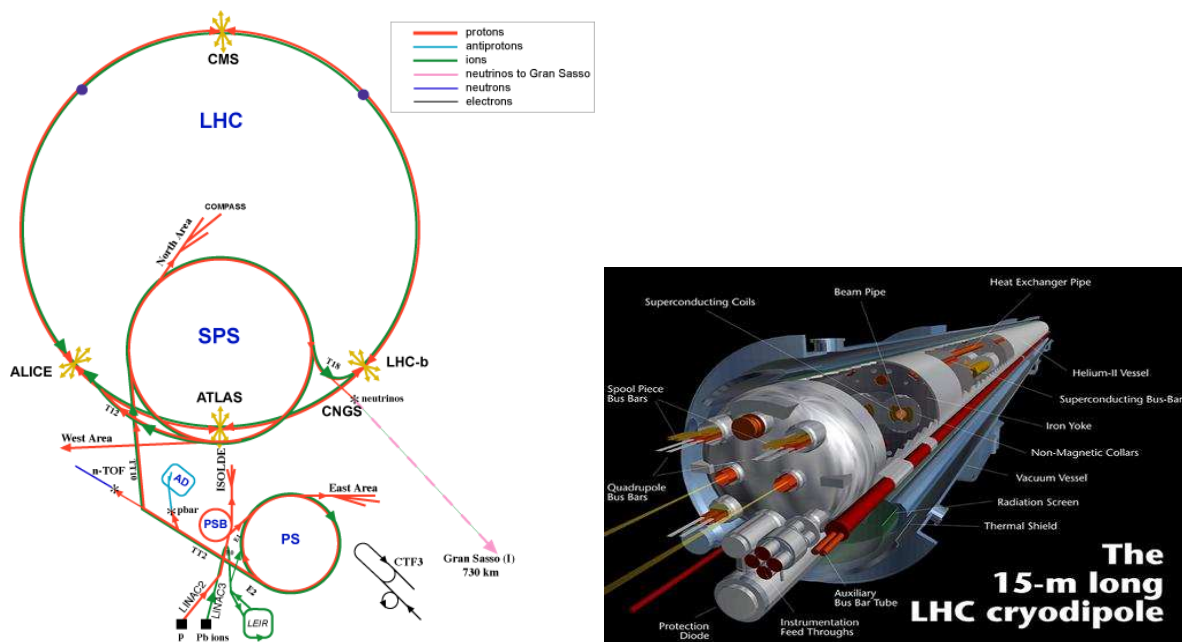 protons
antiprotons
ions
neutrinos to Gran Sasso
neutrons
electrons
CMS
LHC
COMPASS
North Area
SPS
ALICE
LHC-b
T18
ATLAS
neutrinos
CNGS
T12
West Area
TT10
n-TOF
AD
ISOLDE
East Area
pbar
PSB
PS
TT2
E2
LINAC2
LINAC3
LEIR
P
Pb ions
CTF3
Gran Sasso (I)
730 km
Superconducting Coils
Beam Pipe
Heat Exchanger Pipe
Spool Piece
Bus Bars
Helium-II Vessel
Superconducting Bus-Bar
Iron Yoke
Non-Magnetic Collars
Vacuum Vessel
Quadrupole
Bus Bars
Radiation Screen
Thermal Shield
The
15-m long
LHC cryodipole
Auxiliary
Bus Bar Tube
Protection
Diode
Instrumentation
Feed Throughs